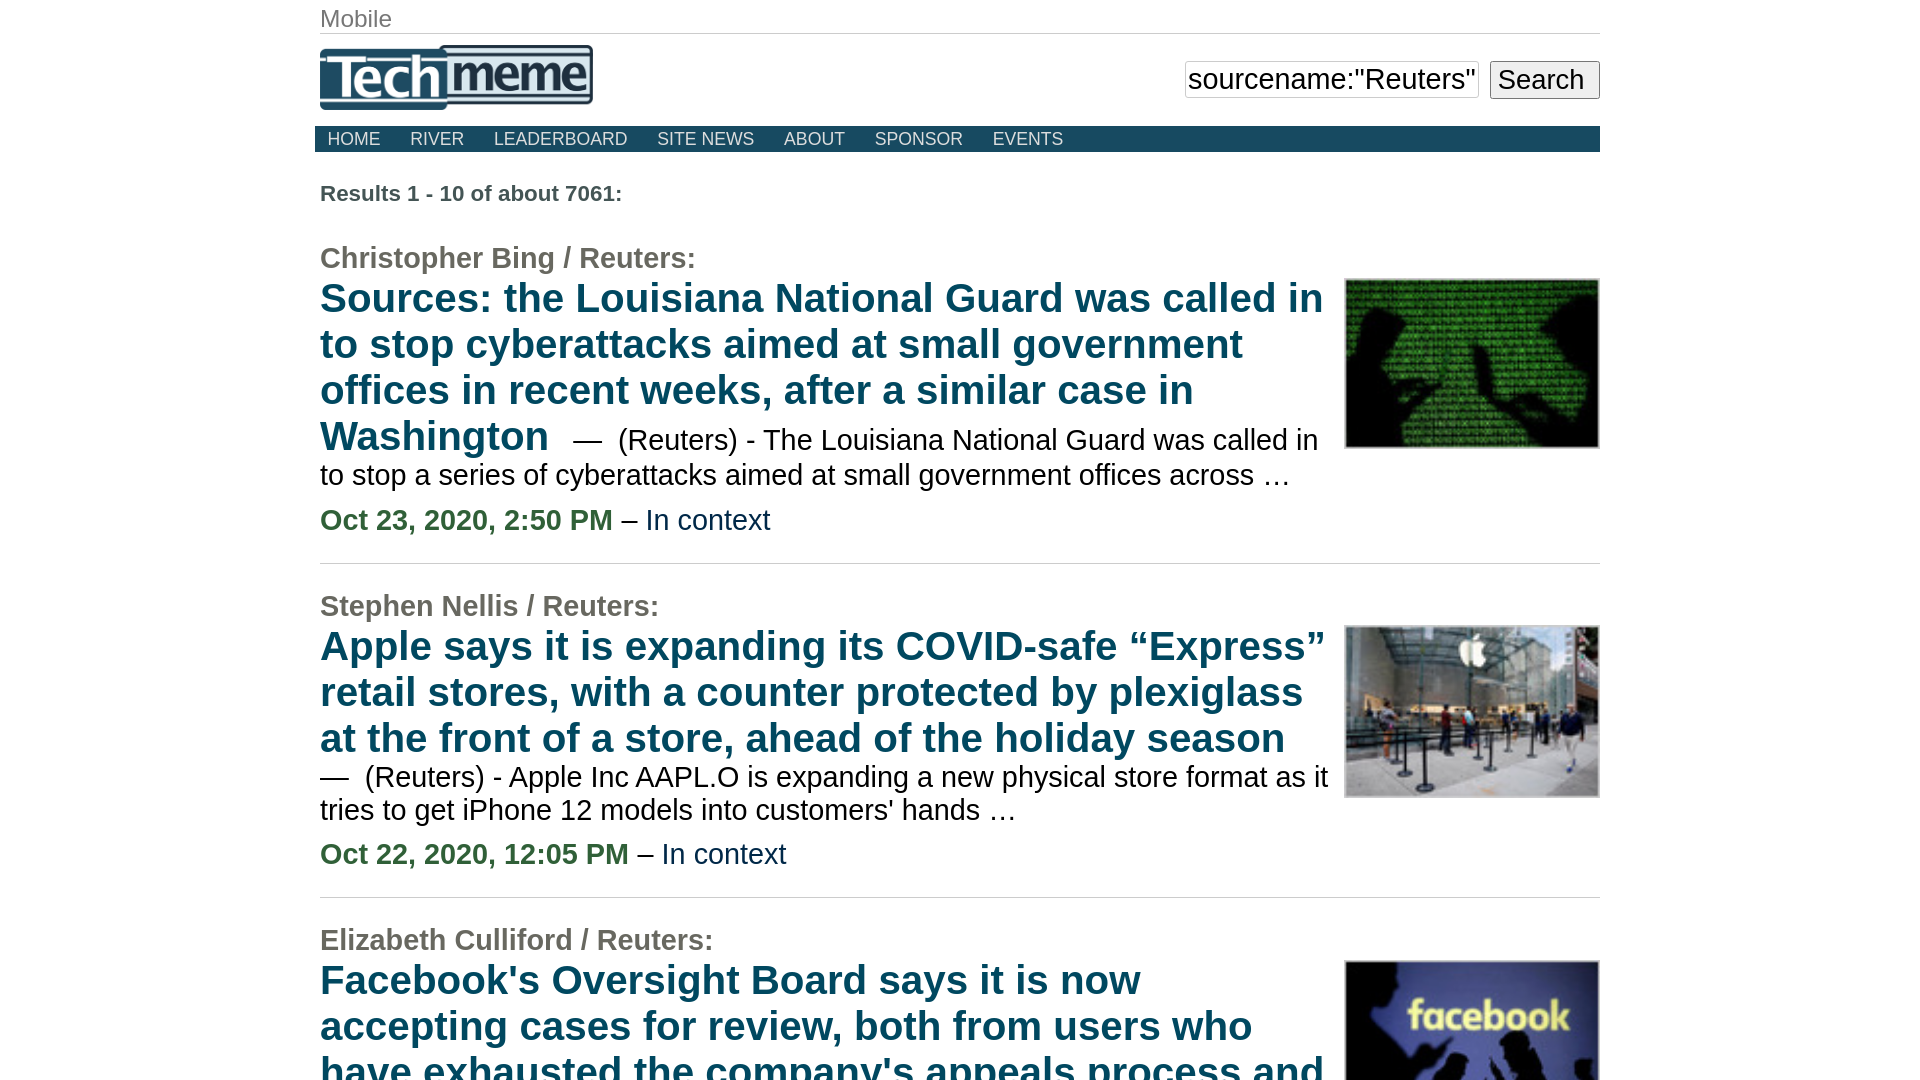 Mobile
Techmeme
sourcename:"Reuters" Search
HOME RIVER LEADERBOARD SITE NEWS ABOUT SPONSOR EVENTS
Results 1 - 10 of about 7061:
Christopher Bing / Reuters:
Sources: the Louisiana National Guard was called in
to stop cyberattacks aimed at small government
offices in recent weeks, after a similar case in
Washington — (Reuters) - The Louisiana National Guard was called in
to stop a series of cyberattacks aimed at small government offices across …
Oct 23, 2020, 2:50 PM – In context
Stephen Nellis / Reuters:
Apple says it is expanding its COVID-safe “Express”
retail stores, with a counter protected by plexiglass
at the front of a store, ahead of the holiday season
— (Reuters) - Apple Inc AAPL.O is expanding a new physical store format as it
tries to get iPhone 12 models into customers' hands …
Oct 22, 2020, 12:05 PM – In context
Elizabeth Culliford / Reuters:
Facebook's Oversight Board says it is now
accepting cases for review, both from users who
have exhausted the company's appeals process and
facebook